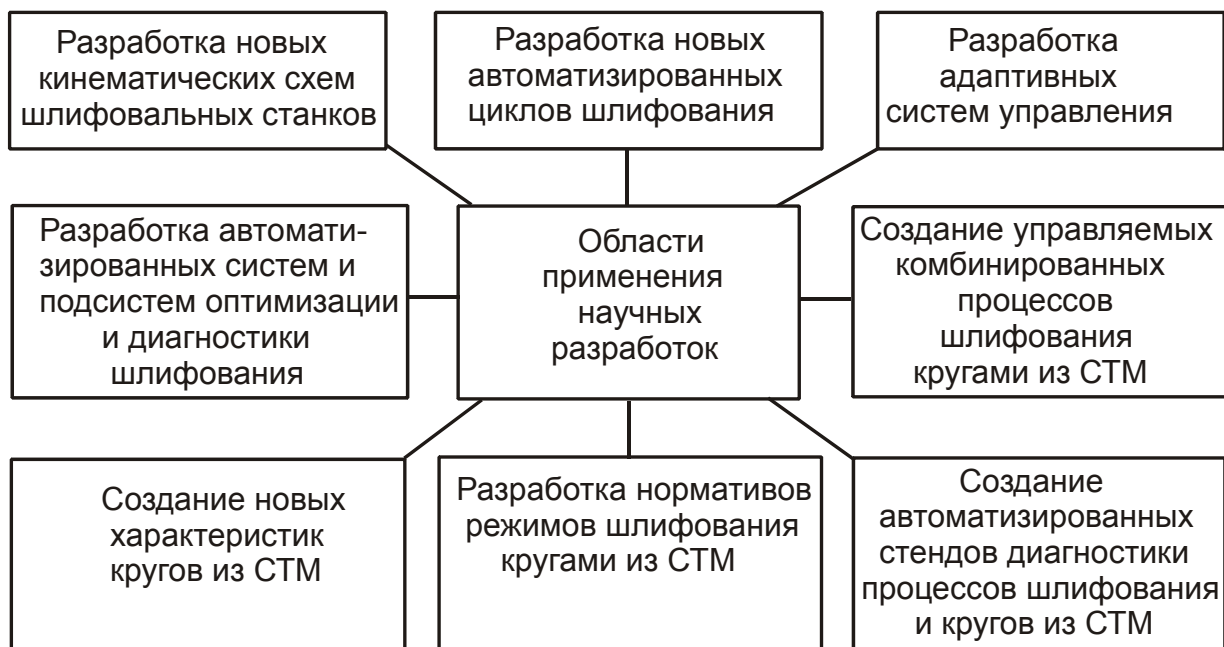 Разработка новых
кинематических схем
шлифовальных станков
Разработка новых
автоматизированных
циклов шлифования
Разработка
адаптивных
систем управления
Разработка автомати-
зированных систем и
подсистем оптимизации
и диагностики
шлифования
Области
применения
научных
разработок
Создание управляемых
комбинированных
процессов
шлифования
кругами из СТМ
Создание новых
характеристик
кругов из СТМ
Разработка нормативов
режимов шлифования
кругами из СТМ
Создание
автоматизированных
стендов диагностики
процессов шлифования
и кругов из СТМ